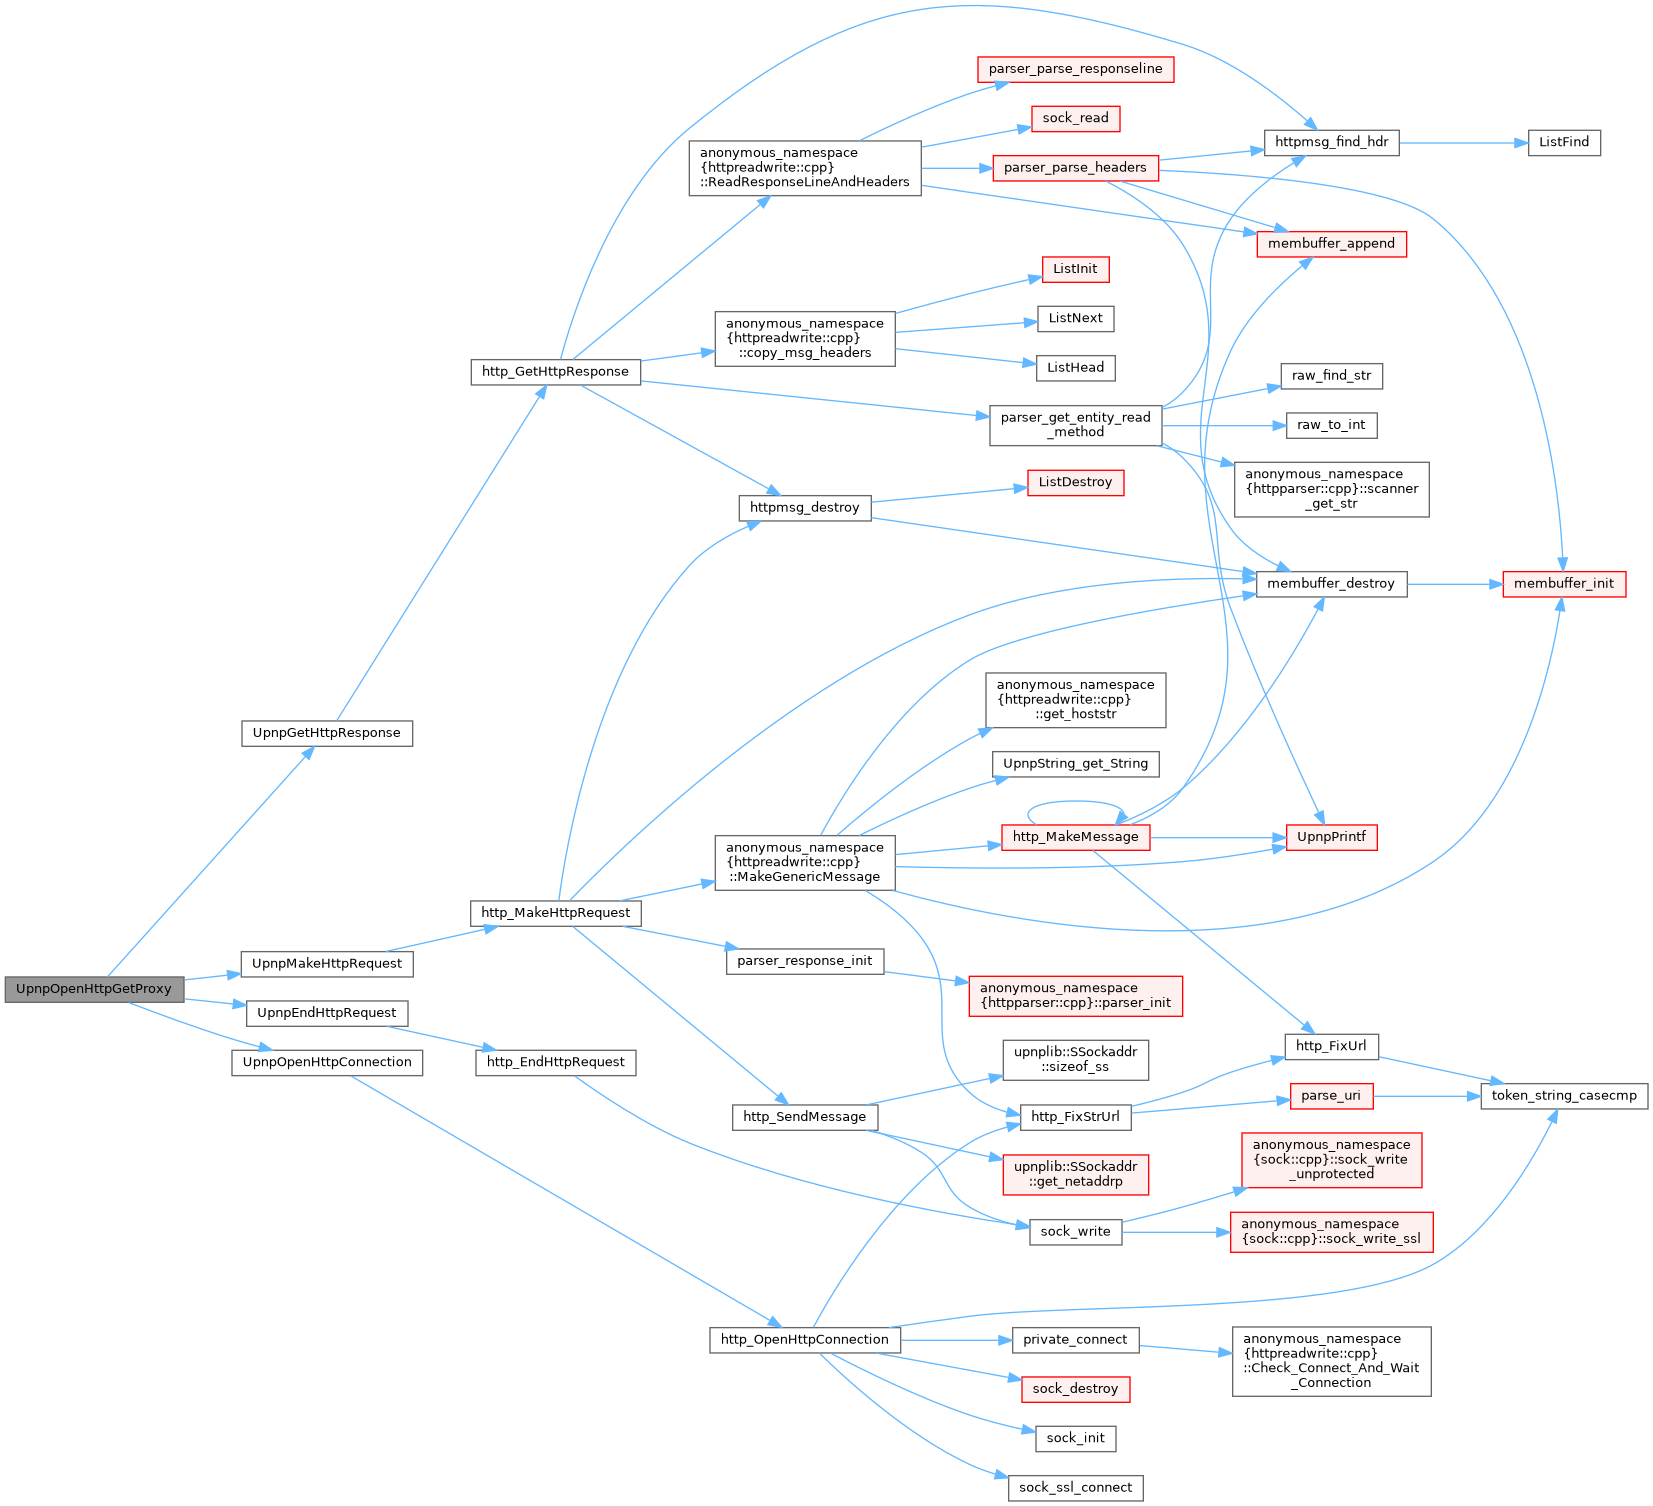 UpnpOpenHttpGetProxy
UpnpGetHttpResponse
UpnpMakeHttpRequest
UpnpEndHttpRequest
UpnpOpenHttpConnection
http_GetHttpResponse
http_MakeHttpRequest
http_EndHttpRequest
anonymous_namespace
{httpreadwrite::cpp}
::ReadResponseLineAndHeaders
anonymous_namespace
{httpreadwrite::cpp}
::copy_msg_headers
httpmsg_destroy
anonymous_namespace
{httpreadwrite::cpp}
::MakeGenericMessage
parser_response_init
http_SendMessage
http_OpenHttpConnection
parser_parse_responseline
sock_read
parser_parse_headers
ListInit
ListNext
ListHead
parser_get_entity_read
_method
ListDestroy
anonymous_namespace
{httpreadwrite::cpp}
::get_hoststr
UpnpString_get_String
http_MakeMessage
anonymous_namespace
{httpparser::cpp}::parser_init
upnplib::SSockaddr
::sizeof_ss
http_FixStrUrl
upnplib::SSockaddr
::get_netaddrp
sock_write
private_connect
sock_destroy
sock_init
sock_ssl_connect
httpmsg_find_hdr
membuffer_append
raw_find_str
raw_to_int
anonymous_namespace
{httpparser::cpp}::scanner
_get_str
membuffer_destroy
UpnpPrintf
http_FixUrl
parse_uri
anonymous_namespace
{sock::cpp}::sock_write
_unprotected
anonymous_namespace
{sock::cpp}::sock_write_ssl
anonymous_namespace
{httpreadwrite::cpp}
::Check_Connect_And_Wait
_Connection
ListFind
membuffer_init
token_string_casecmp